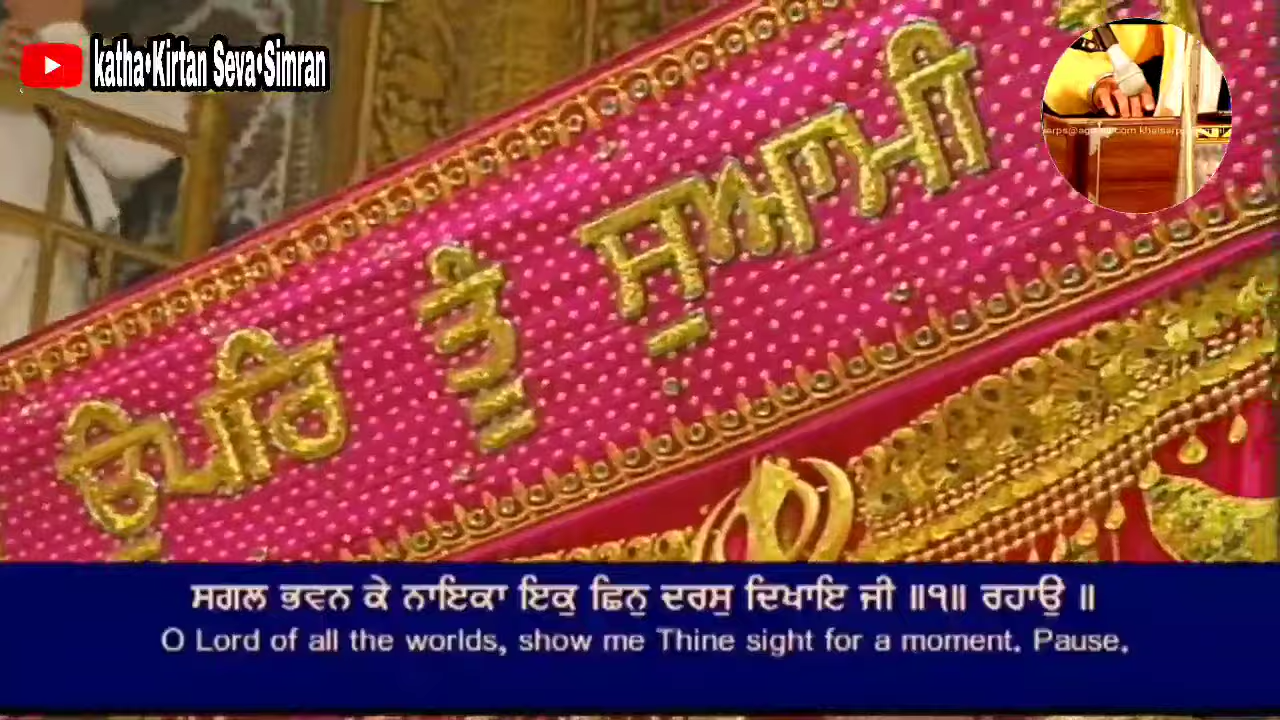 katha•Kirtan Seva•Simran
ਊਪਰਿ ਤੂੰ ਸੁਆਮੀ
ਸਗਲ ਭਵਨ ਕੇ ਨਾਇਕਾ ਇਕੁ ਛਿਨੁ ਦਰਸੁ ਦਿਖਾਇ ਜੀ ॥੧॥ ਰਹਾਉ ॥
O Lord of all the worlds, show me Thine sight for a moment. Pause.